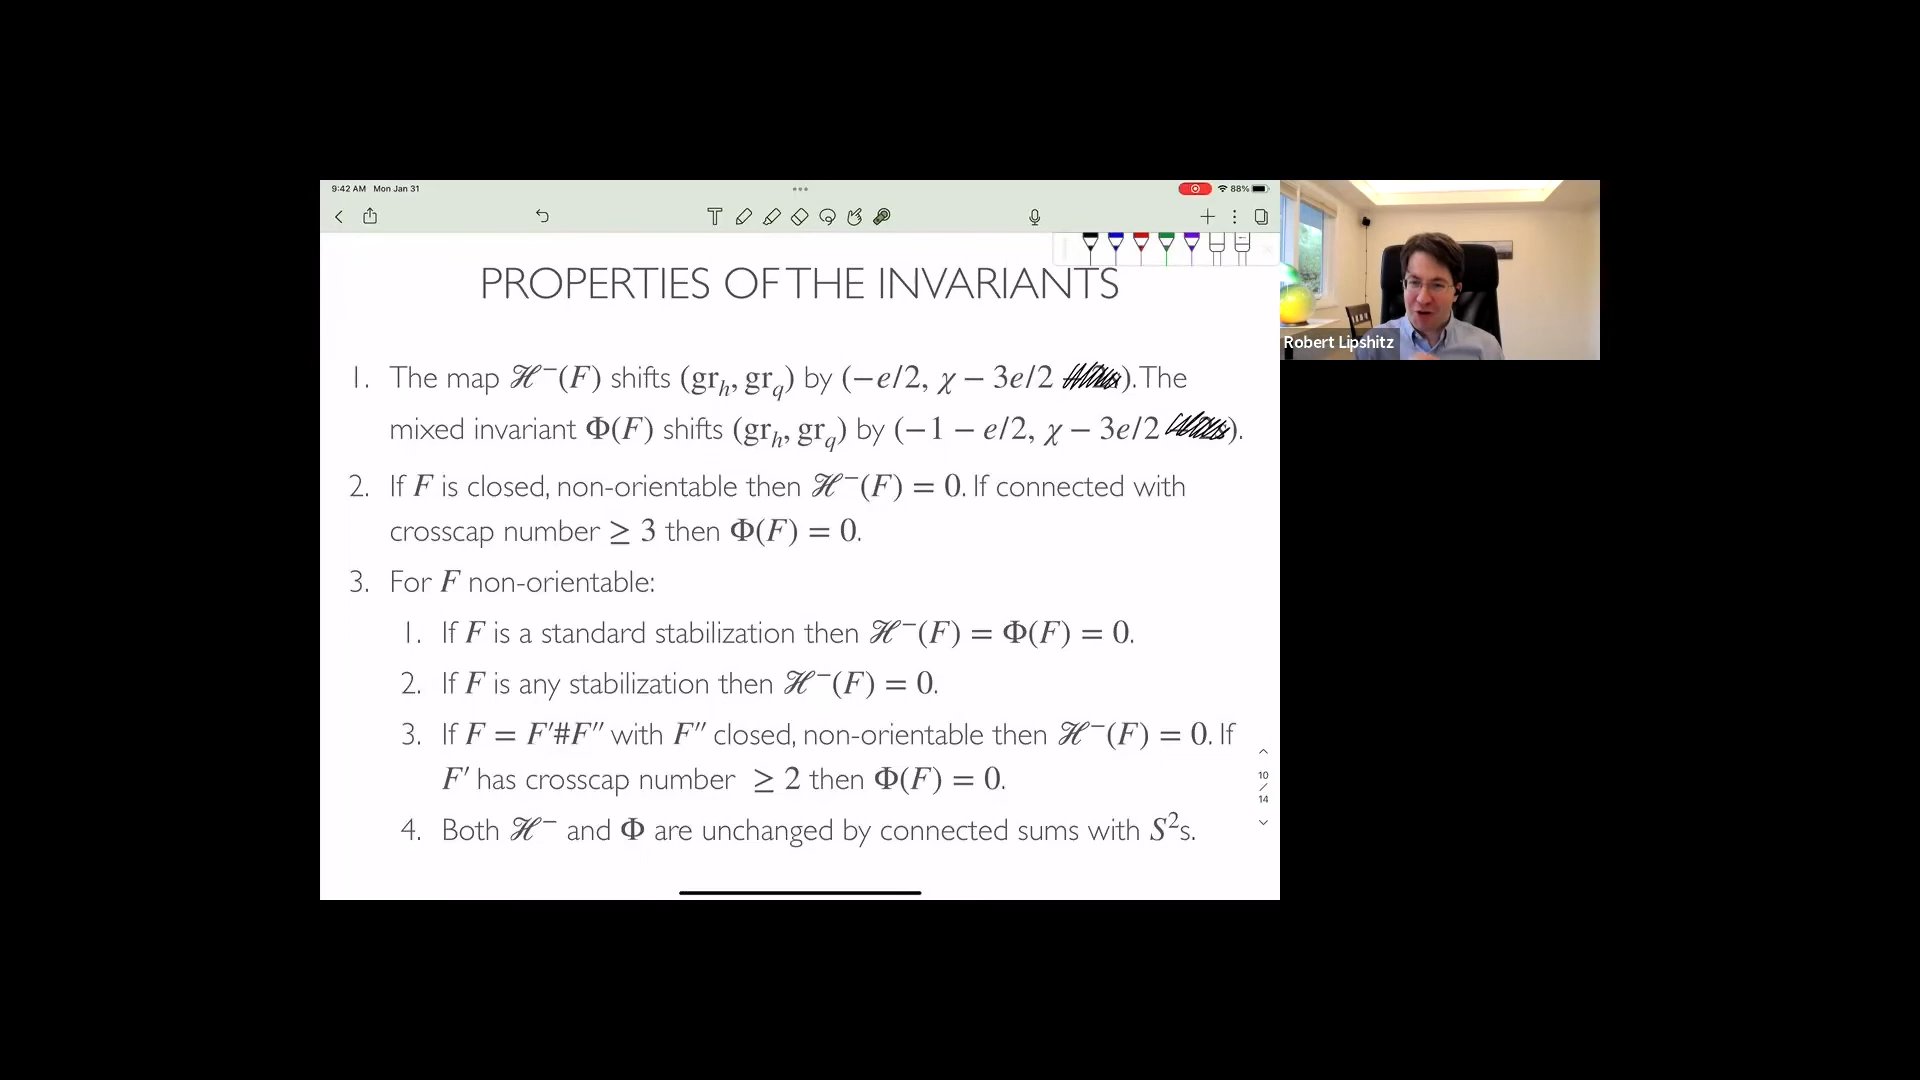 9:42 AM Mon Jan 31
88%
PROPERTIES OF THE INVARIANTS
1. The map ℋ⁻(F) shifts (gr_h, gr_q) by (−e/2, χ − 3e/2 ). The
mixed invariant Φ(F) shifts (gr_h, gr_q) by (−1 − e/2, χ − 3e/2 ).
2. If F is closed, non-orientable then ℋ⁻(F) = 0. If connected with
crosscap number ≥ 3 then Φ(F) = 0.
3. For F non-orientable:
1. If F is a standard stabilization then ℋ⁻(F) = Φ(F) = 0.
2. If F is any stabilization then ℋ⁻(F) = 0.
3. If F = F′#F″ with F″ closed, non-orientable then ℋ⁻(F) = 0. If
F′ has crosscap number ≥ 2 then Φ(F) = 0.
4. Both ℋ⁻ and Φ are unchanged by connected sums with S²s.
10
/
14
Robert Lipshitz